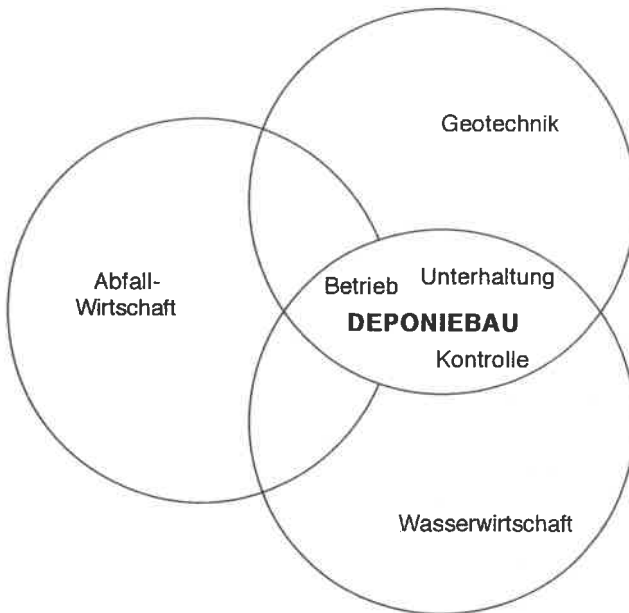 Geotechnik
Abfall-
Wirtschaft
Betrieb
Unterhaltung
DEPONIEBAU
Kontrolle
Wasserwirtschaft